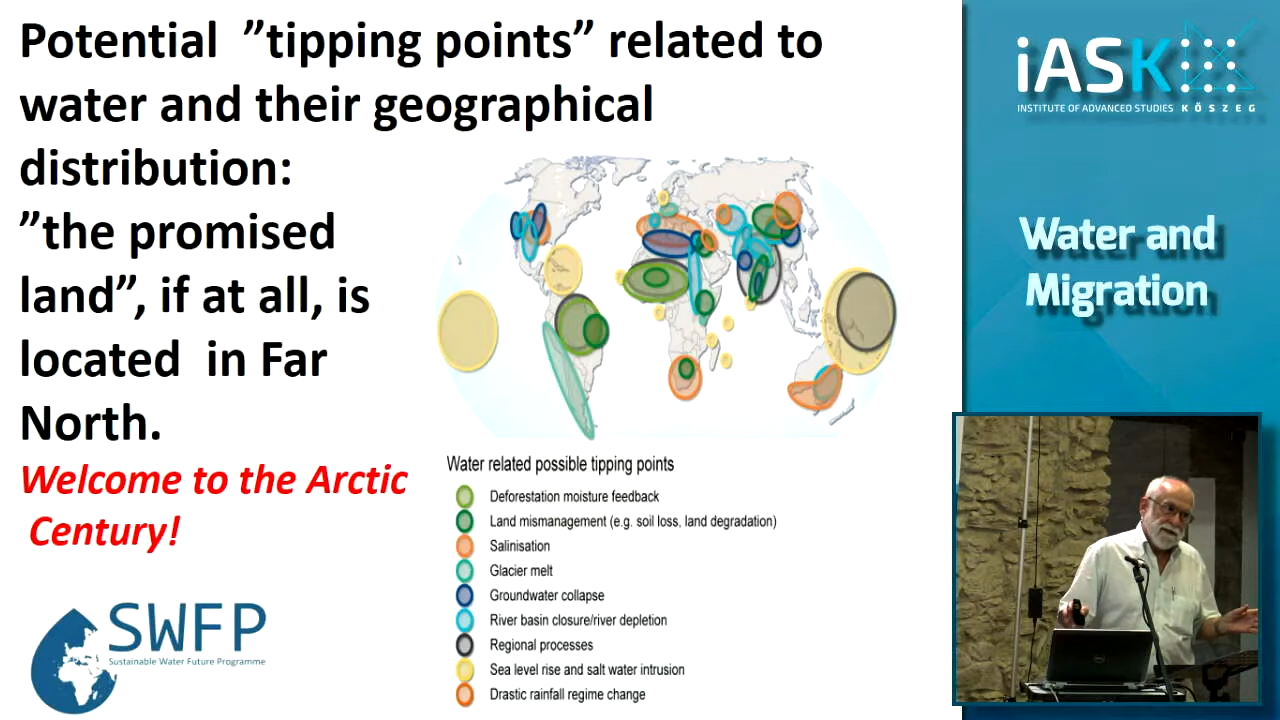 Potential ”tipping points” related to
water and their geographical
distribution:
”the promised
land”, if at all, is
located in Far
North.
Welcome to the Arctic
Century!
Water related possible tipping points
Deforestation moisture feedback
Land mismanagement (e.g. soil loss, land degradation)
Salinisation
Glacier melt
Groundwater collapse
River basin closure/river depletion
Regional processes
Sea level rise and salt water intrusion
Drastic rainfall regime change
SWFP
Sustainable Water Future Programme
iASK
INSTITUTE OF ADVANCED STUDIES KŐSZEG
Water and
Migration